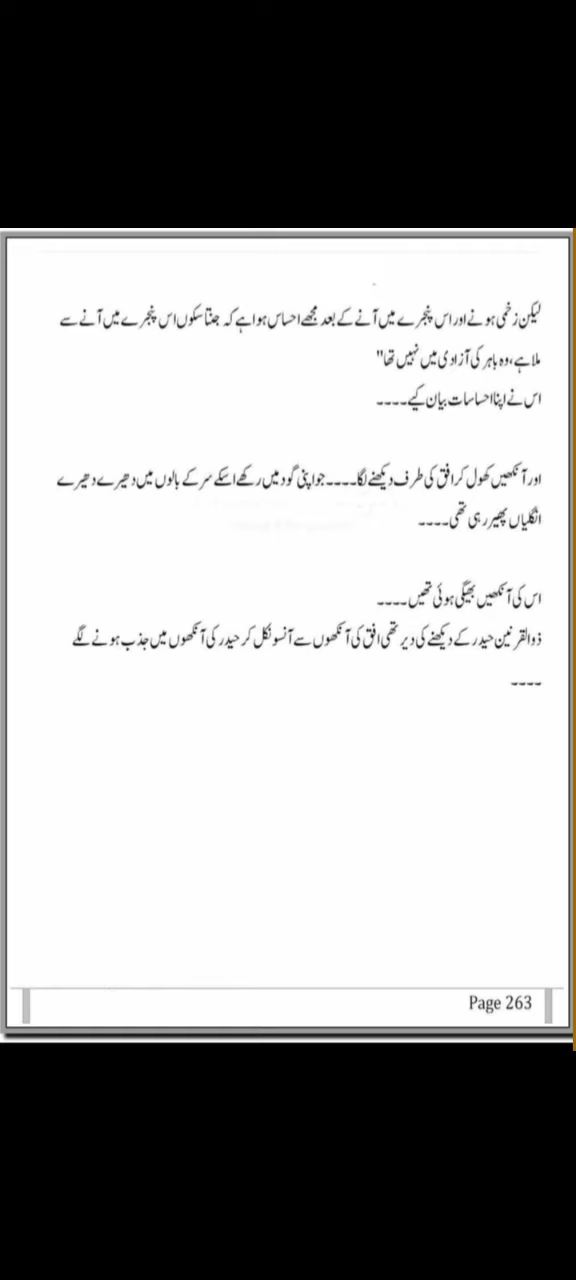 لیکن زخمی ہونے اور اس پنجرے میں آنے کے بعد مجھے احساس ہوا ہے کہ جتنا سکوں اس پنجرے میں آنے سے
ملا ہے، وہ باہر کی آزادی میں نہیں تھا"
اس نے اپنا احساسات بیان کیے۔۔۔۔
اور آنکھیں کھول کر افق کی طرف دیکھنے لگا۔۔۔۔ جو اپنی گود میں رکھے اسکے سر کے بالوں میں دھیرے دھیرے
انگلیاں پھیر رہی تھی۔۔۔۔
اس کی آنکھیں بھیگی ہوئی تھیں۔۔۔۔
ذوالقرنین حیدر کے دیکھنے کی دیر تھی افق کی آنکھوں سے آنسو نکل کر حیدر کی آنکھوں میں جذب ہونے لگے
۔۔۔۔
Page 263